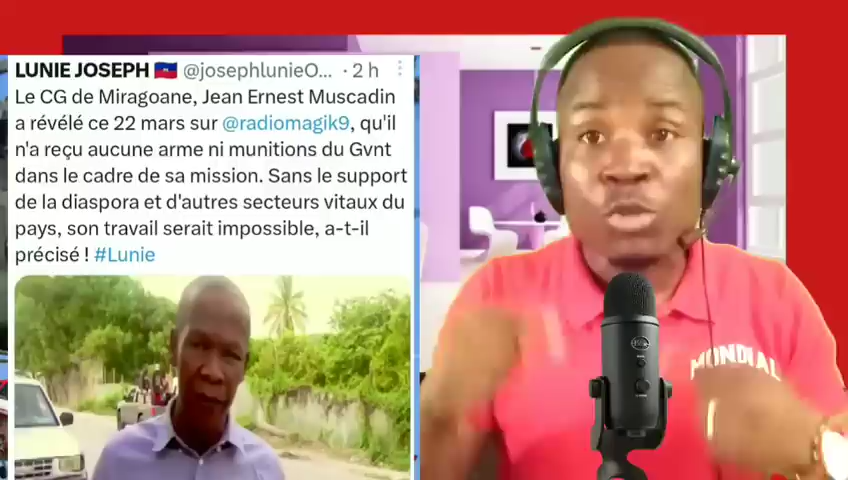 LUNIE JOSEPH 🇭🇹 @josephlunieO... · 2 h
Le CG de Miragoane, Jean Ernest Muscadin
a révélé ce 22 mars sur @radiomagik9, qu'il
n'a reçu aucune arme ni munitions du Gvnt
dans le cadre de sa mission. Sans le support
de la diaspora et d'autres secteurs vitaux du
pays, son travail serait impossible, a-t-il
précisé ! #Lunie
MONDIAL